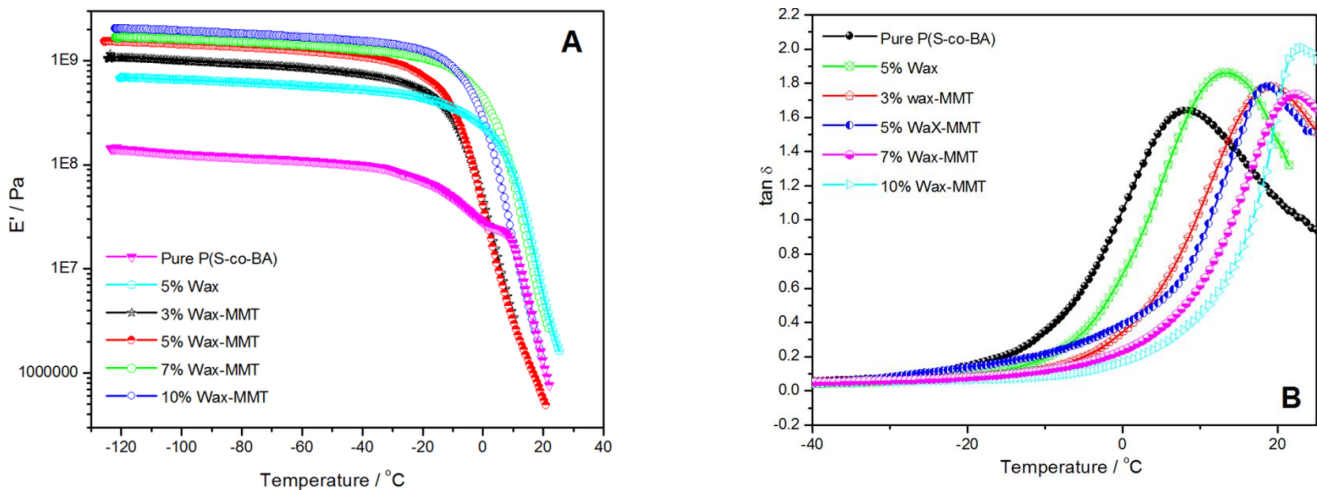 A
E' / Pa
1E9
1E8
1E7
1000000
Pure P(S-co-BA)
5% Wax
3% Wax-MMT
5% Wax-MMT
7% Wax-MMT
10% Wax-MMT
-120 -100 -80 -60 -40 -20 0 20 40
Temperature / °C
B
tan δ
2.2
2.0
1.8
1.6
1.4
1.2
1.0
0.8
0.6
0.4
0.2
0.0
-0.2
Pure P(S-co-BA)
5% Wax
3% wax-MMT
5% WaX-MMT
7% Wax-MMT
10% Wax-MMT
-40 -20 0 20
Temperature / °C